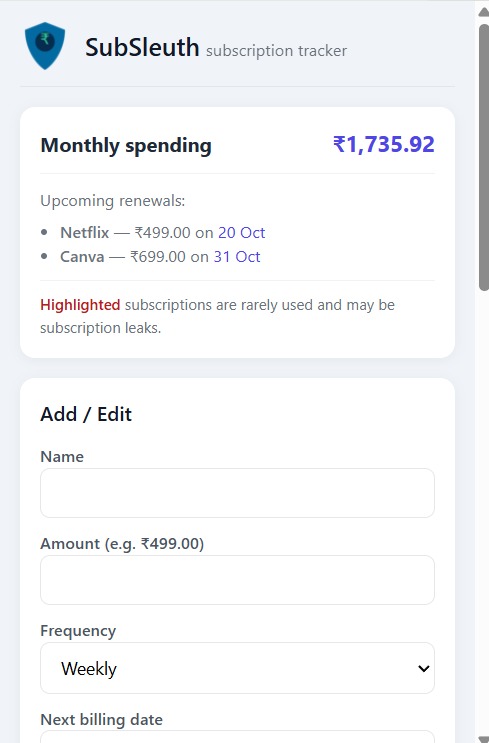 ₹
SubSleuth subscription tracker
Monthly spending ₹1,735.92
Upcoming renewals:
• Netflix — ₹499.00 on 20 Oct
• Canva — ₹699.00 on 31 Oct
Highlighted subscriptions are rarely used and may be
subscription leaks.
Add / Edit
Name
Amount (e.g. ₹499.00)
Frequency
Weekly
Next billing date